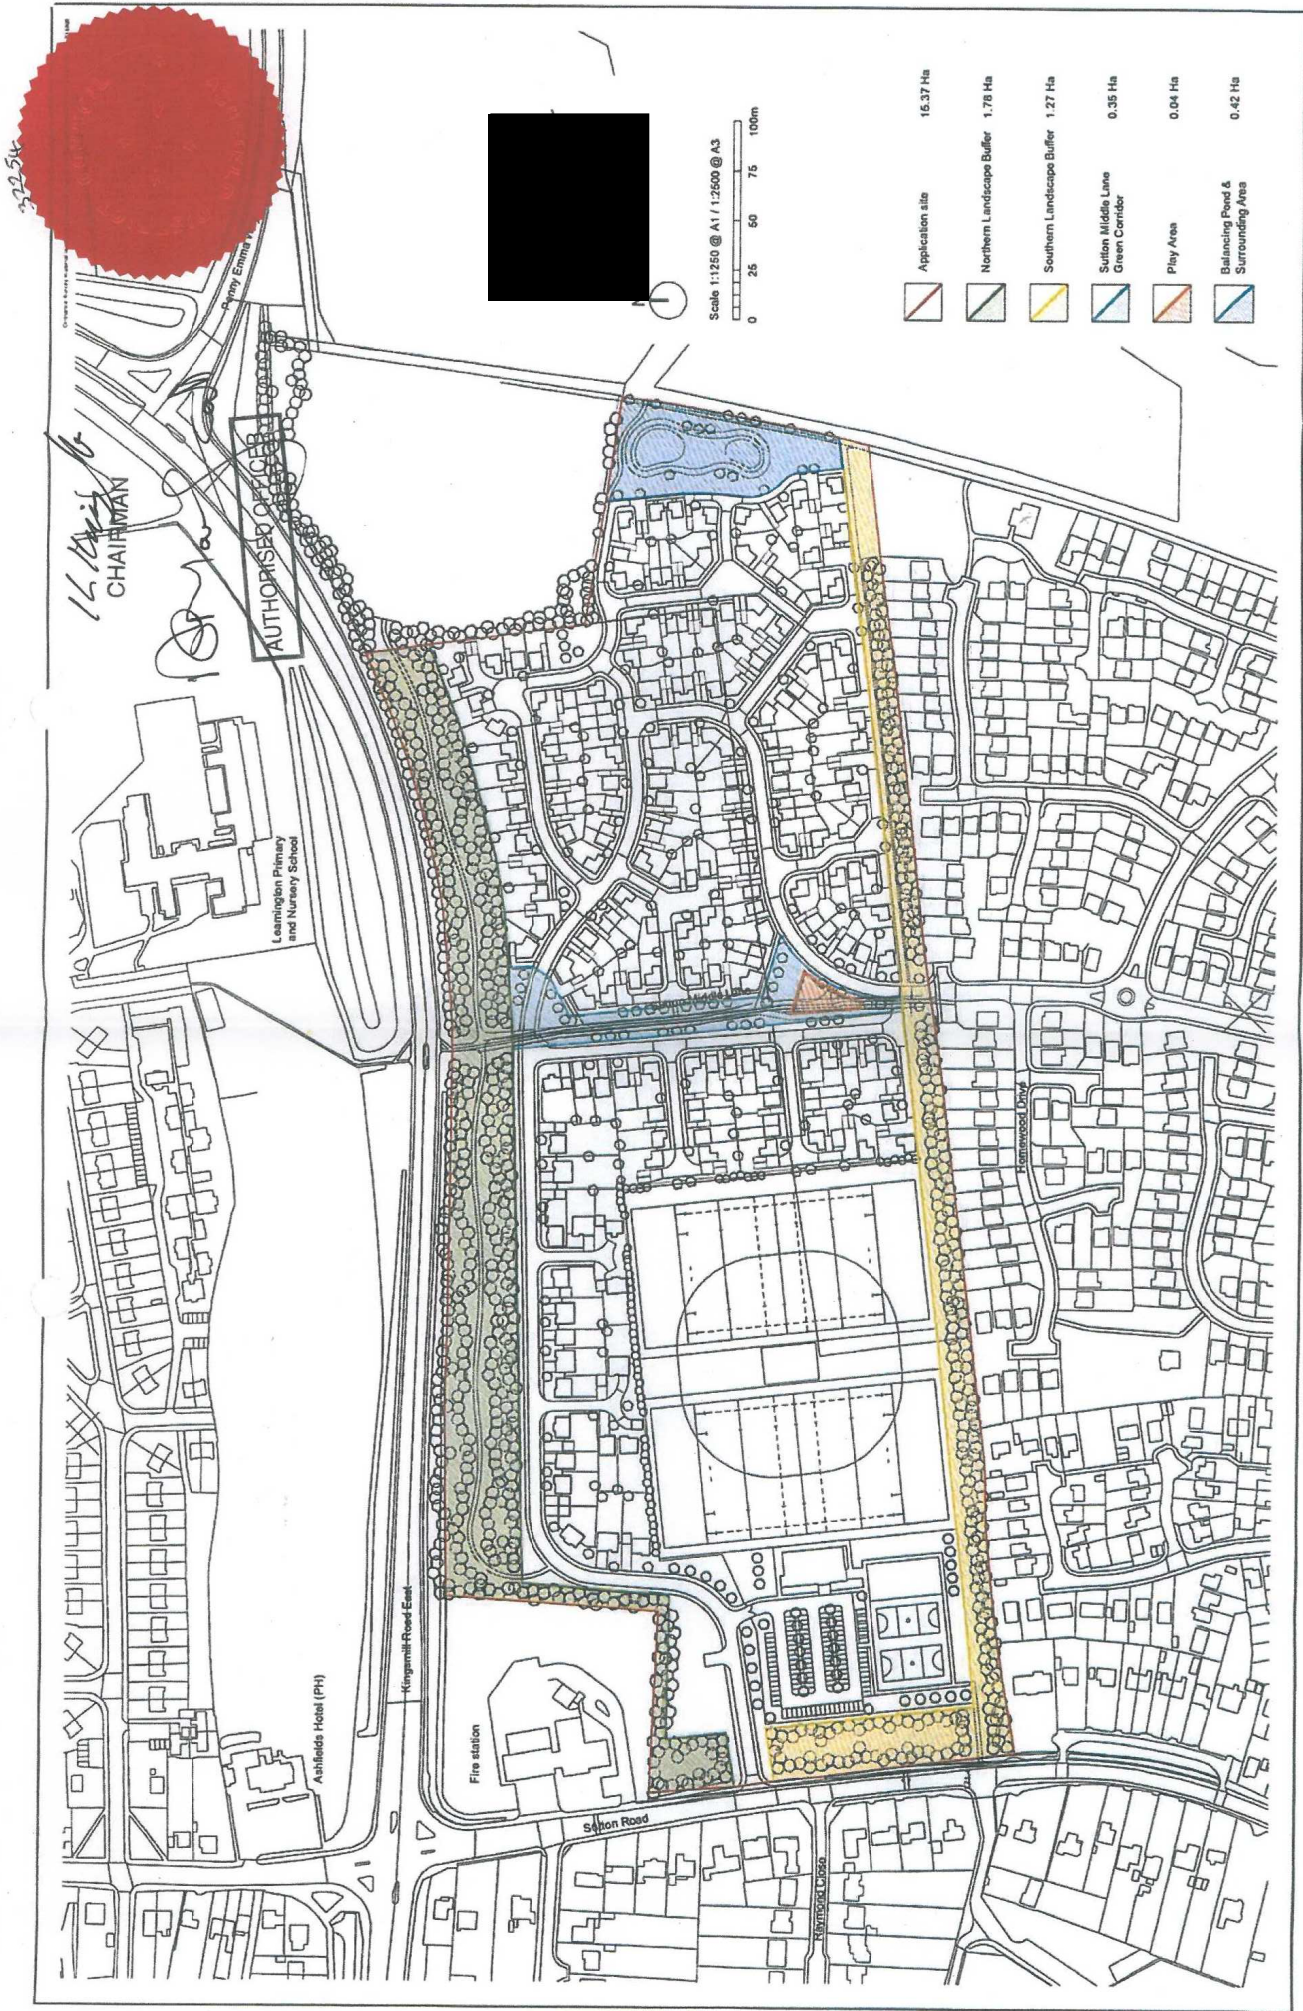 32254
Penny Emma
CHAIRMAN
AUTHORISED OFFICER
Leamington Primary
and Nursery School
Kingsmill Road East
Ashfields Hotel (PH)
Fire station
Sutton Road
Raymond Close
Homewood Drive
N
Scale 1:1250 @ A1 / 1:2500 @ A3
0 25 50 75 100m
Application site 15.37 Ha
Northern Landscape Buffer 1.78 Ha
Southern Landscape Buffer 1.27 Ha
Sutton Middle Lane
Green Corridor 0.35 Ha
Play Area 0.04 Ha
Balancing Pond &
Surrounding Area 0.42 Ha